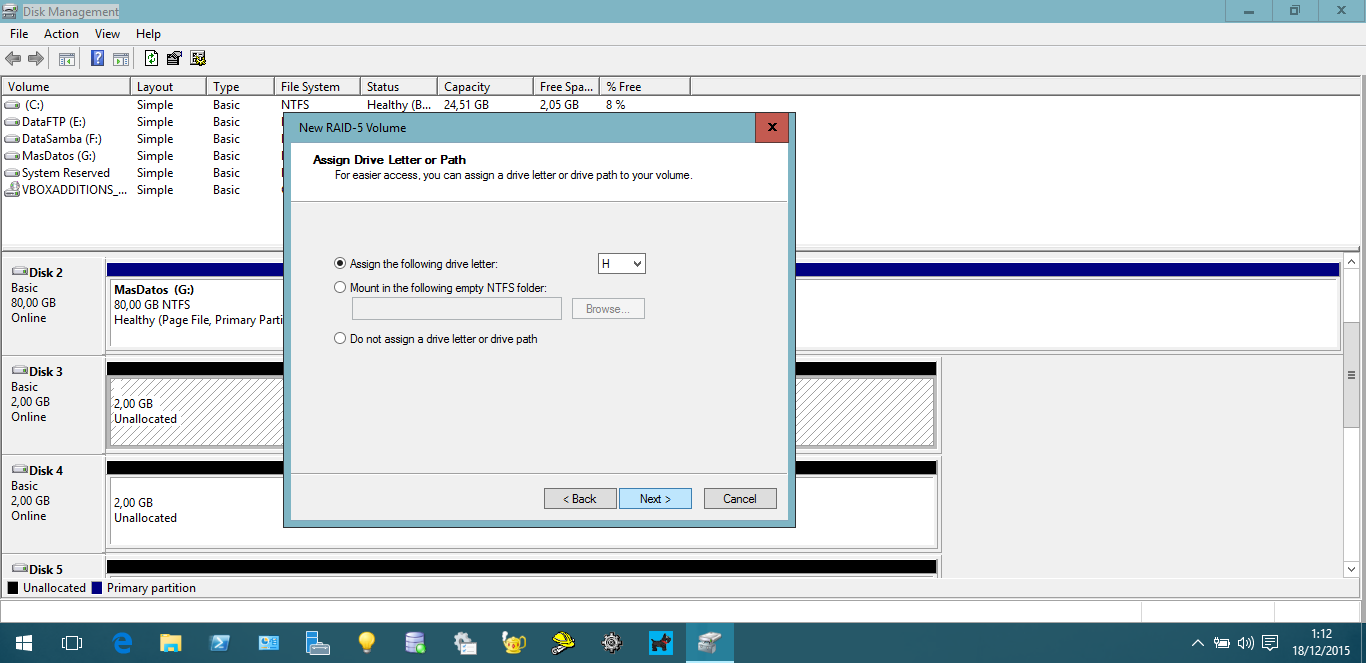 Disk Management
File Action View Help
Volume Layout Type File System Status Capacity Free Spa... % Free
(C:) Simple Basic NTFS Healthy (B... 24,51 GB 2,05 GB 8 %
DataFTP (E:) Simple Basic
DataSamba (F:) Simple Basic
MasDatos (G:) Simple Basic
System Reserved Simple Basic
VBOXADDITIONS_... Simple Basic
New RAID-5 Volume
Assign Drive Letter or Path
For easier access, you can assign a drive letter or drive path to your volume.
Assign the following drive letter: H
Mount in the following empty NTFS folder:
Browse...
Do not assign a drive letter or drive path
< Back Next > Cancel
Disk 2
Basic
80,00 GB
Online
MasDatos (G:)
80,00 GB NTFS
Healthy (Page File, Primary Parti
Disk 3
Basic
2,00 GB
Online
2,00 GB
Unallocated
Disk 4
Basic
2,00 GB
Online
2,00 GB
Unallocated
Disk 5
Unallocated Primary partition
1:12
18/12/2015